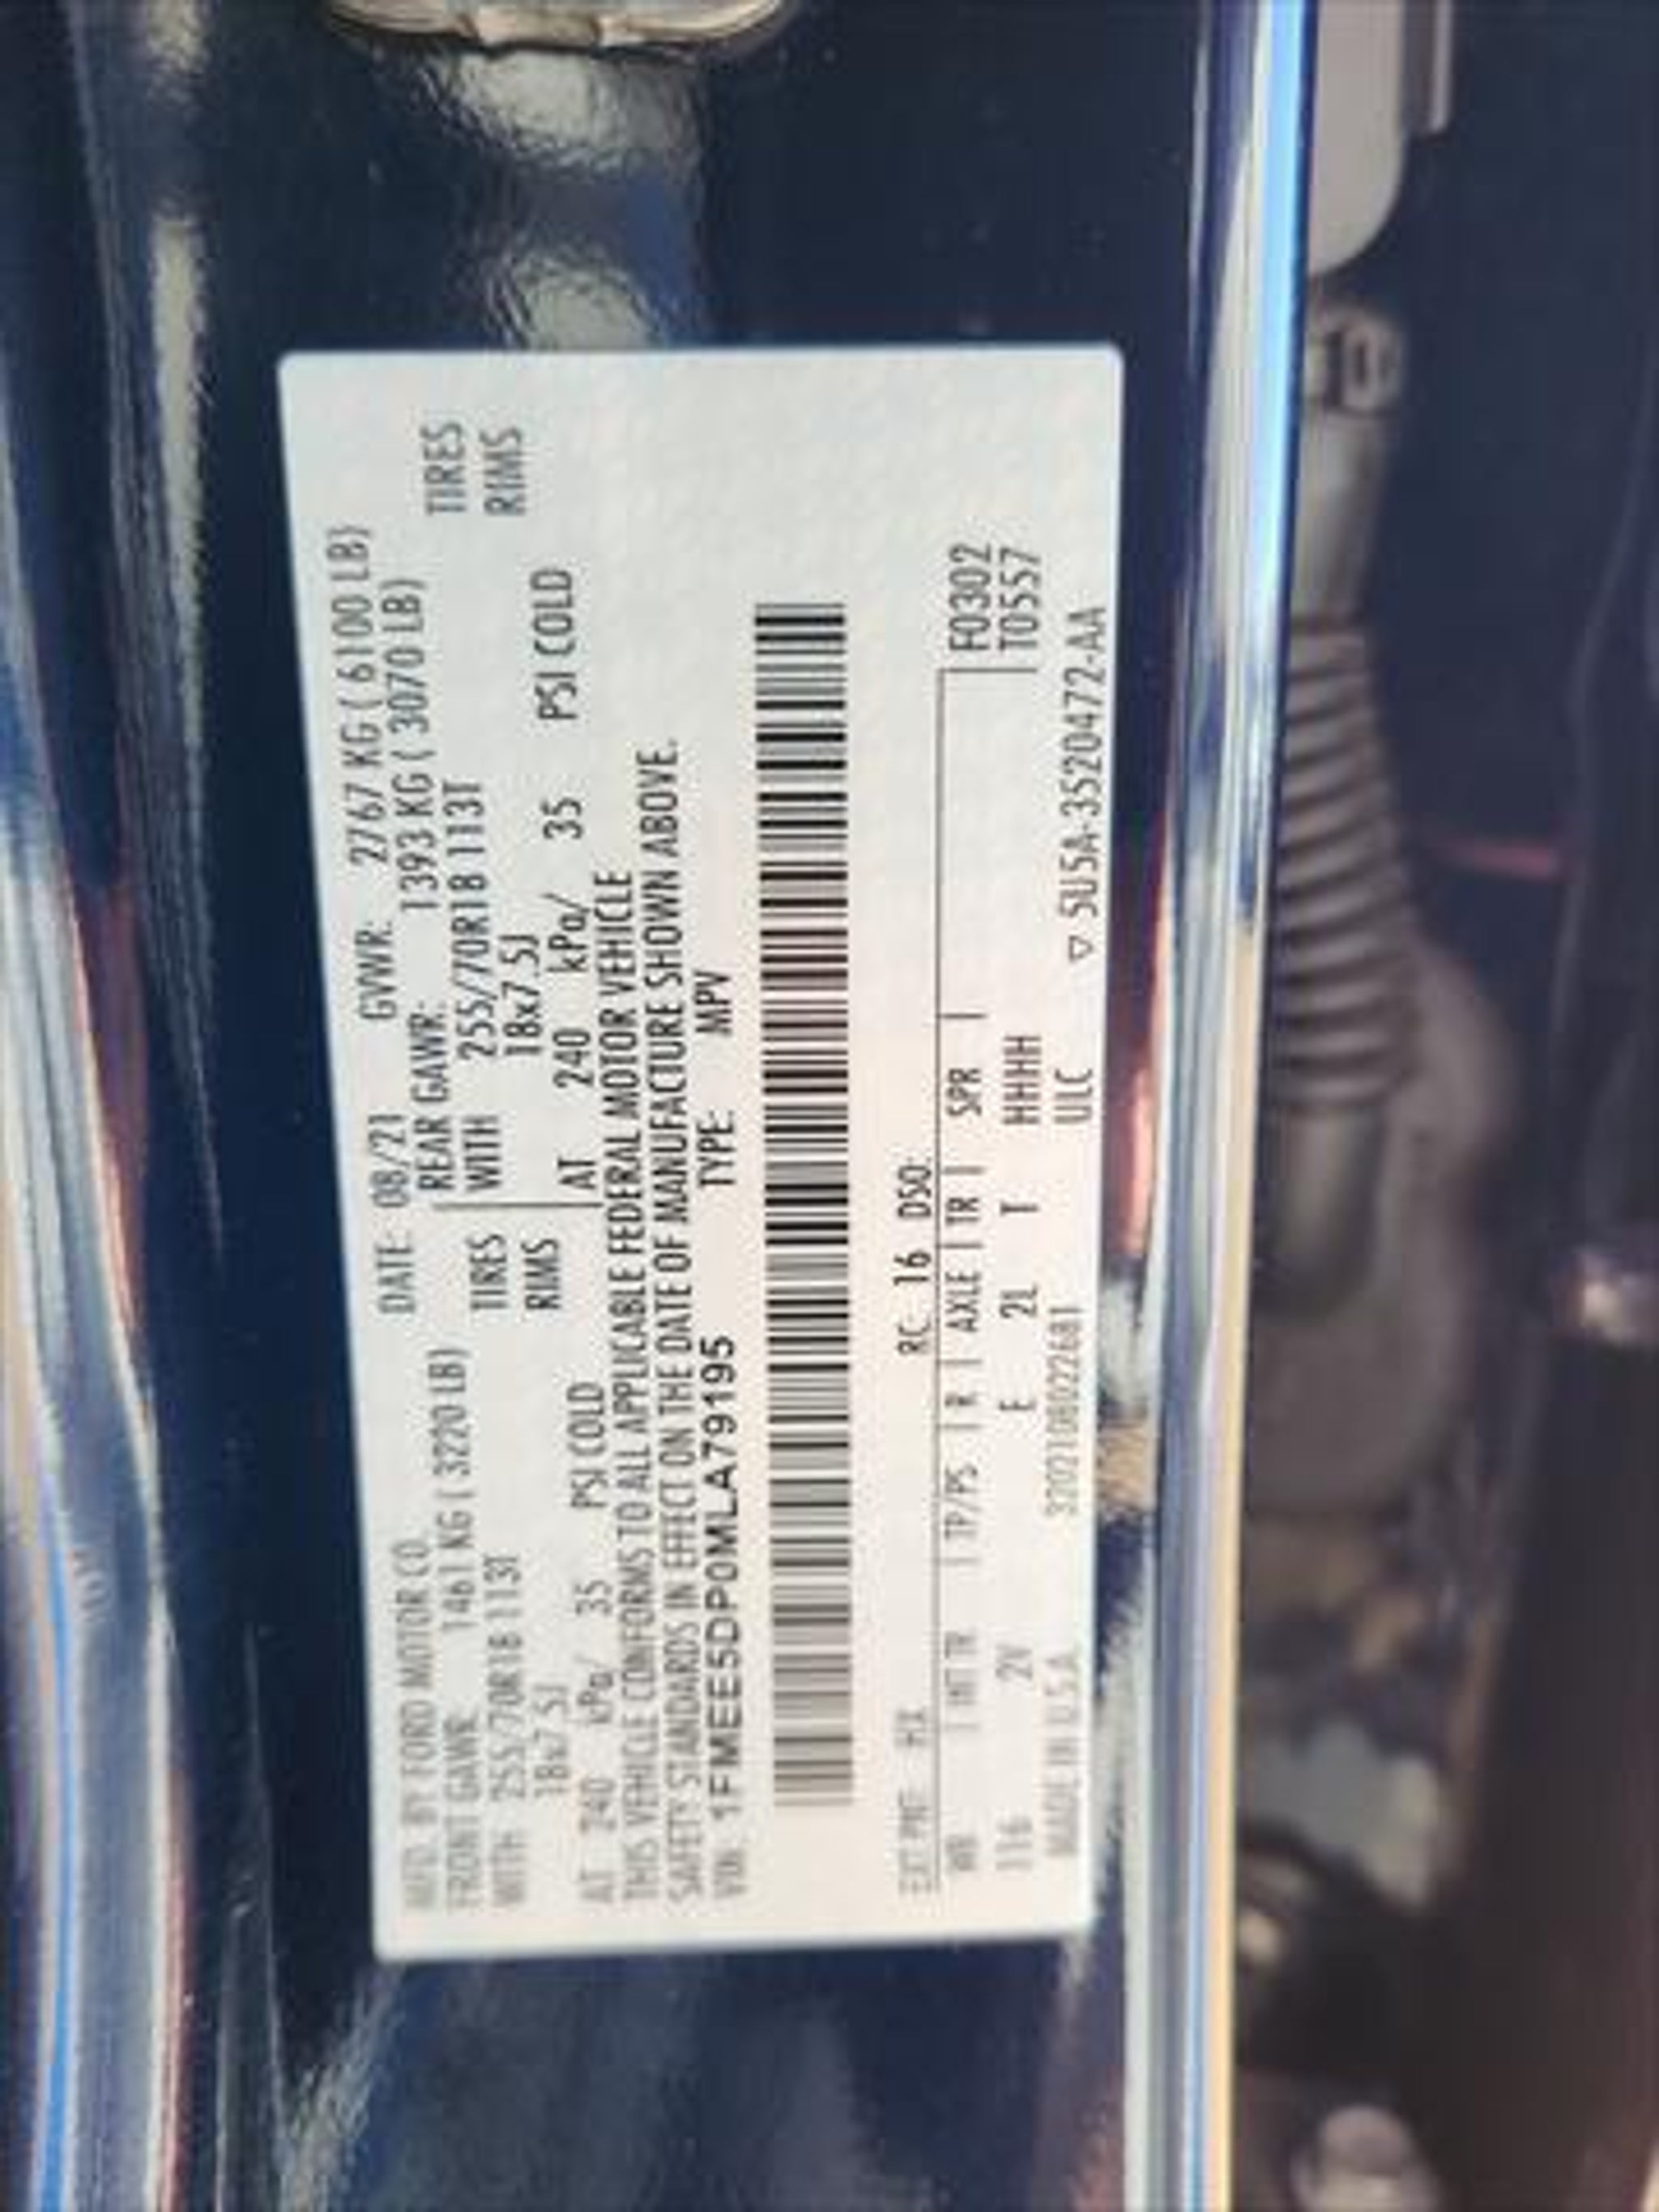 MFD. BY FORD MOTOR CO. DATE: 08/21 GVWR: 2767 KG ( 6100 LB)
FRONT GAWR: 1461 KG ( 3220 LB) REAR GAWR: 1393 KG ( 3070 LB)
WITH 255/70R18 113T TIRES WITH 255/70R18 113T TIRES
18x7.5J RIMS 18x7.5J RIMS
AT 240 kPa/ 35 PSI COLD AT 240 kPa/ 35 PSI COLD
THIS VEHICLE CONFORMS TO ALL APPLICABLE FEDERAL MOTOR VEHICLE
SAFETY STANDARDS IN EFFECT ON THE DATE OF MANUFACTURE SHOWN ABOVE.
VIN: 1FMEE5DP0MLA79195 TYPE: MPV
EXT PNT: HX RC: 16 DSO:
WB | INT TR | TP/PS | R | AXLE | TR | SPR | F0302
116 2V E 2L T HHHH T0557
MADE IN U.S.A. 320210802268 1 ULC ▽ 5U5A-3520472-AA